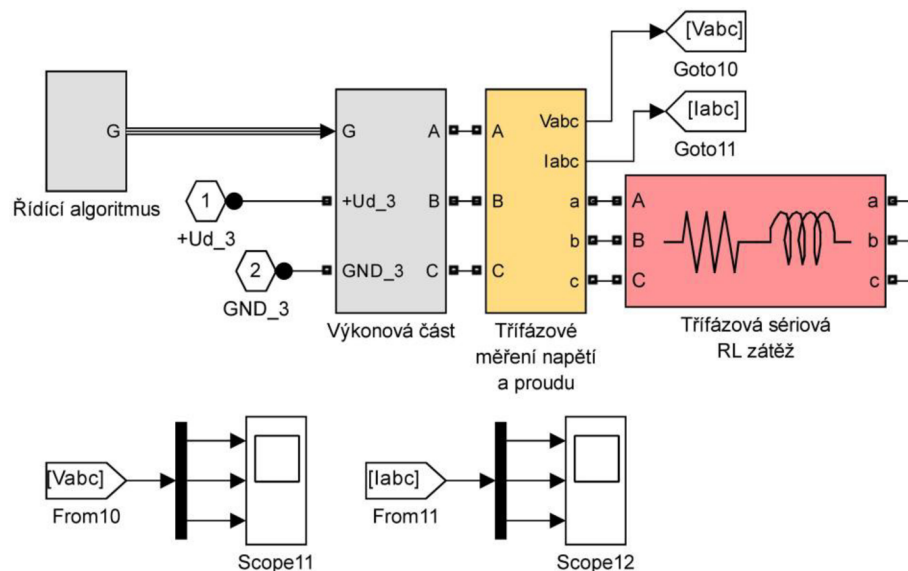 [Vabc]
Goto10
[Iabc]
Goto11
G
Řídící algoritmus
1
+Ud_3
2
GND_3
G
A
+Ud_3
B
GND_3
C
Výkonová část
A
Vabc
Iabc
B
a
b
C
c
Třífázové
měření napětí
a proudu
A
a
B
b
C
c
Třífázová sériová
RL zátěž
[Vabc]
From10
Scope11
[Iabc]
From11
Scope12